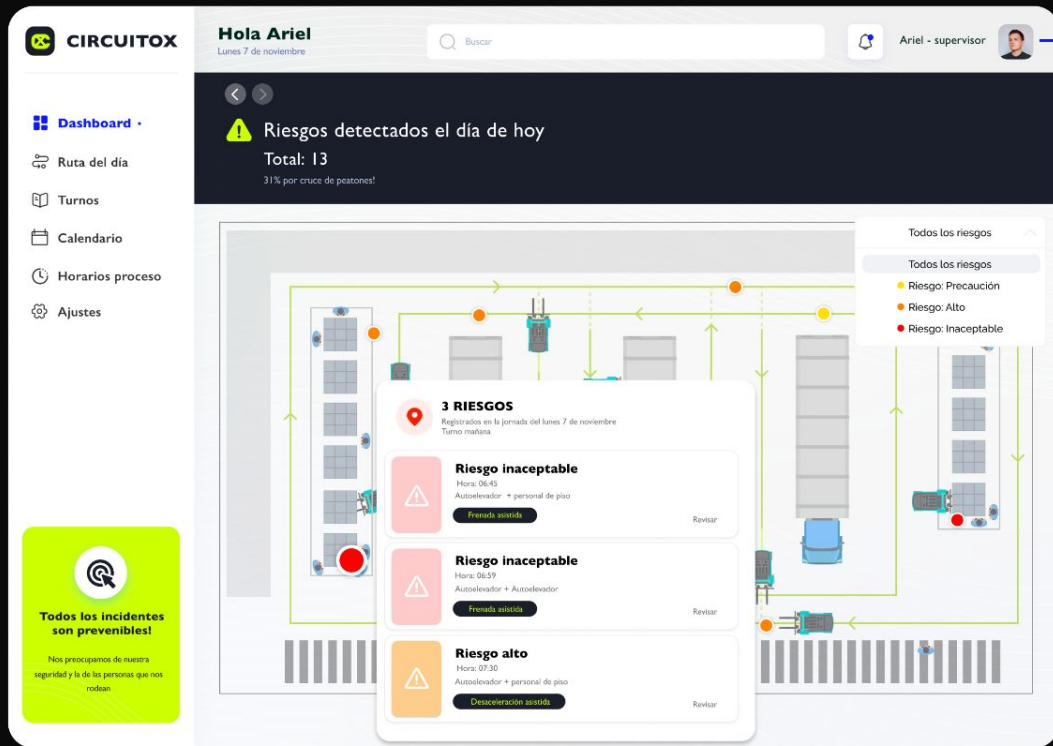 CIRCUITOX
Hola Ariel
Lunes 7 de noviembre
Buscar
Ariel - supervisor
Dashboard
Ruta del día
Turnos
Calendario
Horarios proceso
Ajustes
Todos los incidentes
son prevenibles!
Nos preocupamos de nuestra
seguridad y la de las personas que nos
rodean
Riesgos detectados el día de hoy
Total: 13
31% por cruce de peatones!
Todos los riesgos
Todos los riesgos
Riesgo: Precaución
Riesgo: Alto
Riesgo: Inaceptable
3 RIESGOS
Registrados en la jornada del lunes 7 de noviembre
Turno mañana
Riesgo inaceptable
Hora: 06:45
Autoelevador + personal de piso
Frenada asistida
Revisar
Riesgo inaceptable
Hora: 06:59
Autoelevador + Autoelevador
Frenada asistida
Revisar
Riesgo alto
Hora: 07:30
Autoelevador + personal de piso
Desaceleración asistida
Revisar